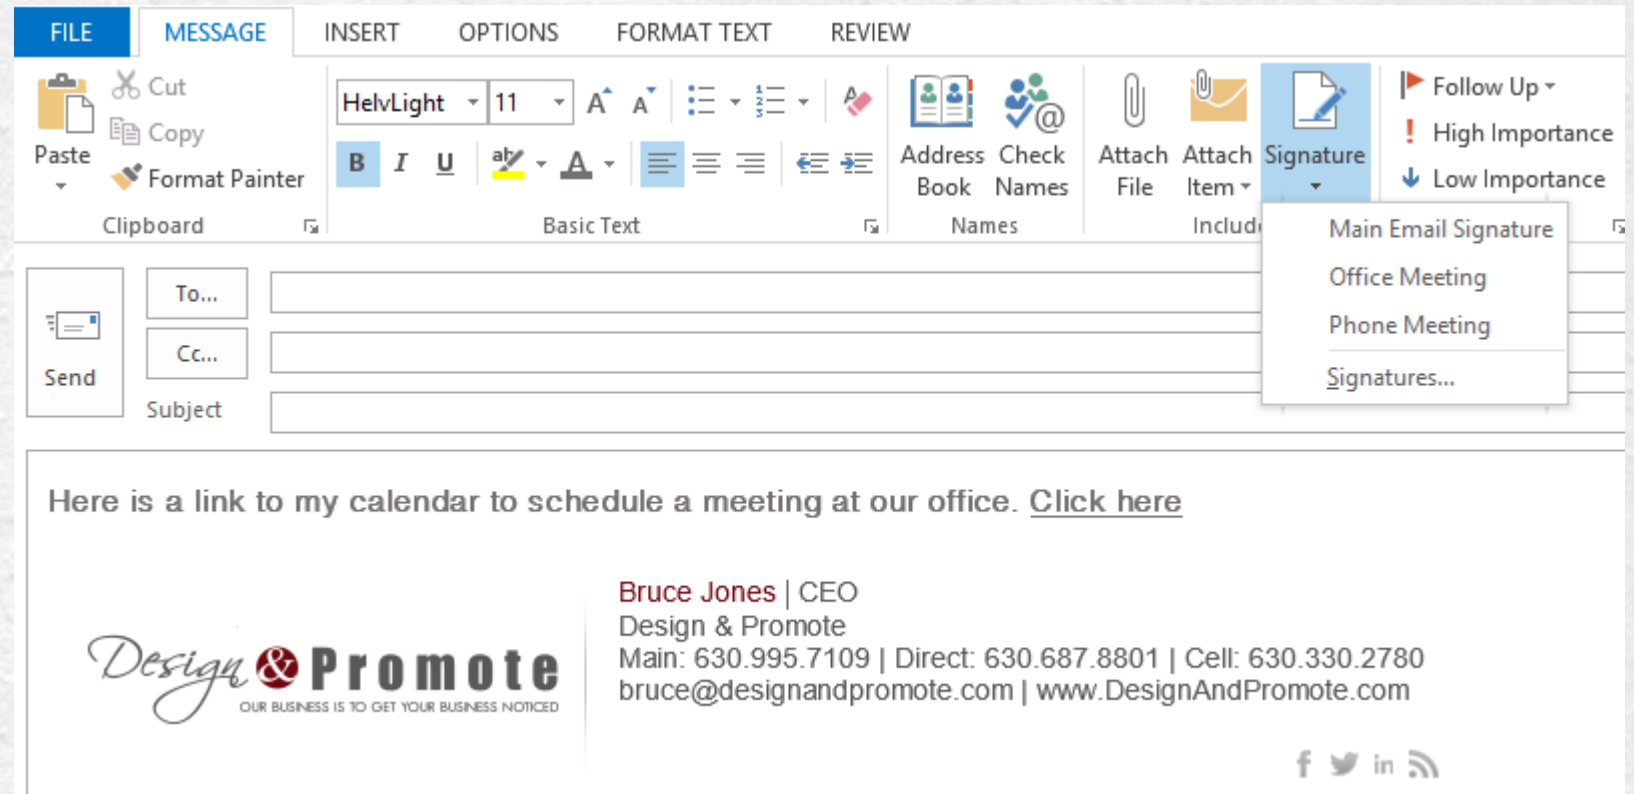 FILE MESSAGE INSERT OPTIONS FORMAT TEXT REVIEW
Paste
Cut
Copy
Format Painter
Clipboard
HelvLight 11
B I U
Basic Text
Address Book
Check Names
Names
Attach File
Attach Item
Signature
Follow Up
High Importance
Low Importance
Main Email Signature
Office Meeting
Phone Meeting
Signatures...
Send
To...
Cc...
Subject
Here is a link to my calendar to schedule a meeting at our office. Click here
Design & Promote
OUR BUSINESS IS TO GET YOUR BUSINESS NOTICED
Bruce Jones | CEO
Design & Promote
Main: 630.995.7109 | Direct: 630.687.8801 | Cell: 630.330.2780
bruce@designandpromote.com | www.DesignAndPromote.com